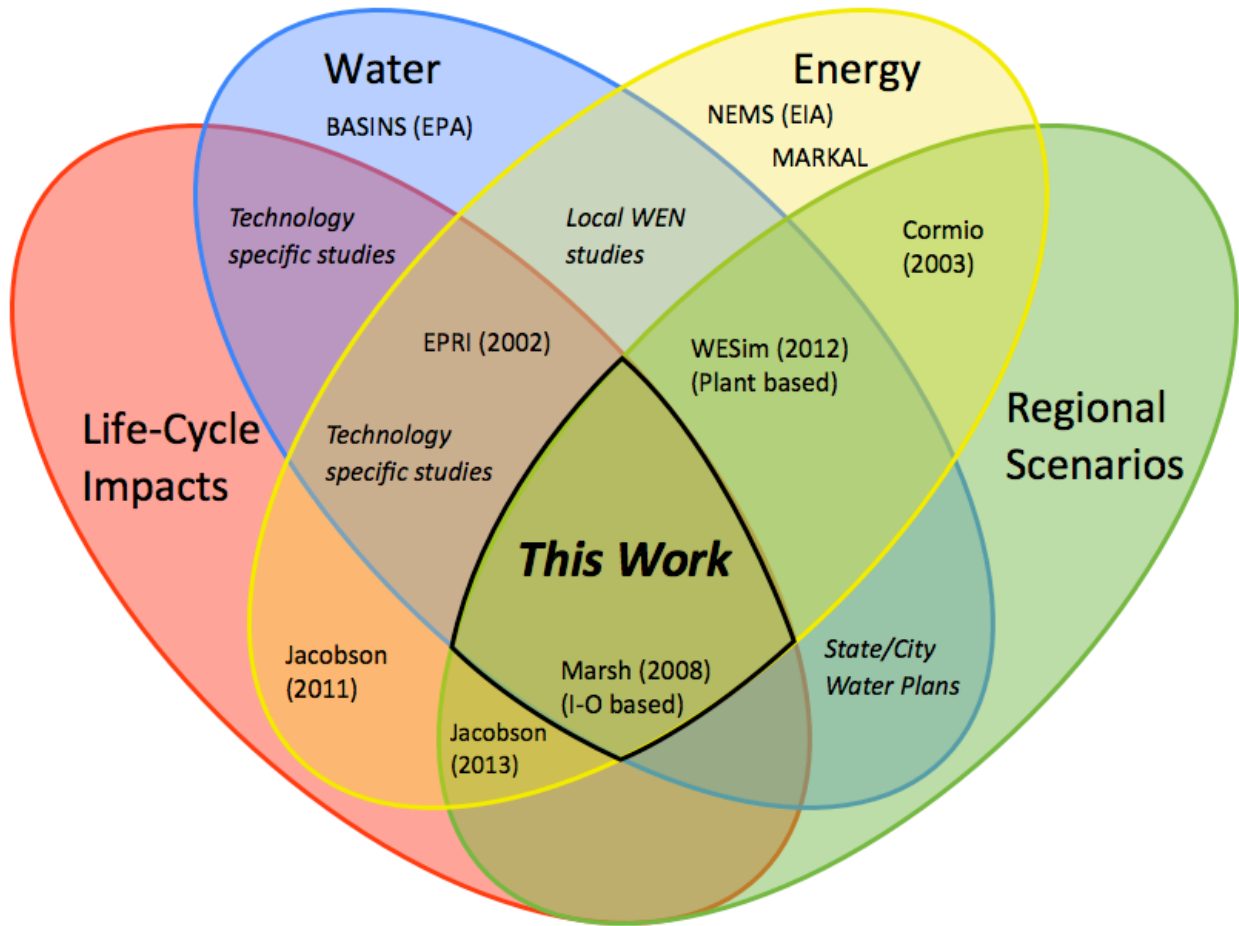 Water
BASINS (EPA)
Energy
NEMS (EIA)
MARKAL
Technology
specific studies
Local WEN
studies
Cormio
(2003)
EPRI (2002)
WESim (2012)
(Plant based)
Life-Cycle
Impacts
Technology
specific studies
Regional
Scenarios
This Work
Jacobson
(2011)
Marsh (2008)
(I-O based)
State/City
Water Plans
Jacobson
(2013)